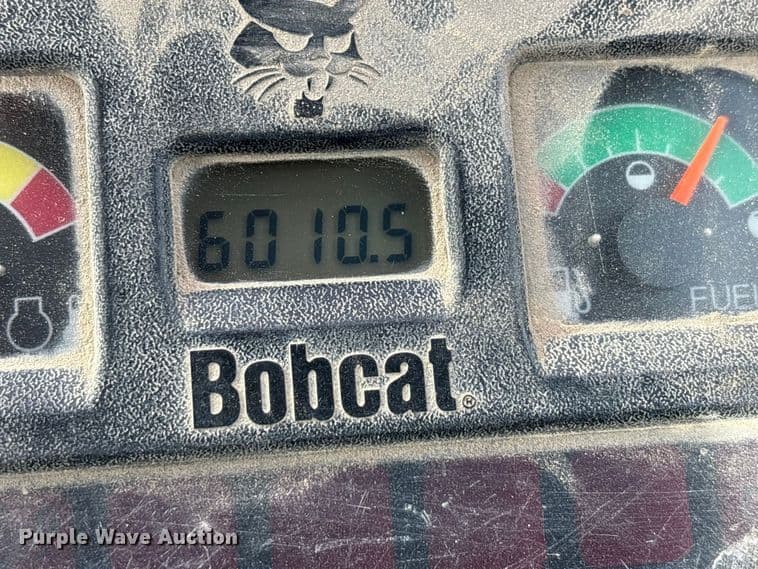 6010.5
FUEL
Bobcat®
Purple Wave Auction